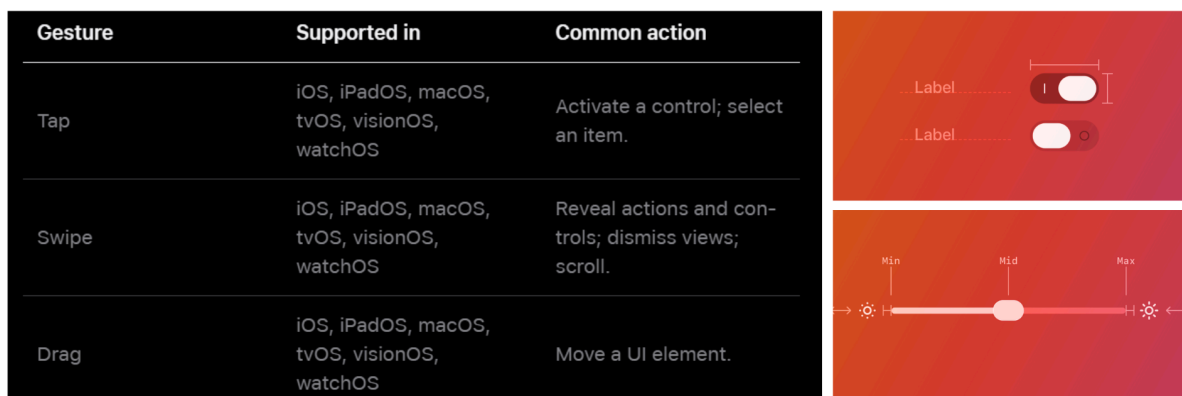 Gesture Supported in Common action
Tap
iOS, iPadOS, macOS,
tvOS, visionOS,
watchOS
Activate a control; select
an item.
Swipe
iOS, iPadOS, macOS,
tvOS, visionOS,
watchOS
Reveal actions and con-
trols; dismiss views;
scroll.
Drag
iOS, iPadOS, macOS,
tvOS, visionOS,
watchOS
Move a UI element.
Label
Label
Min Mid Max